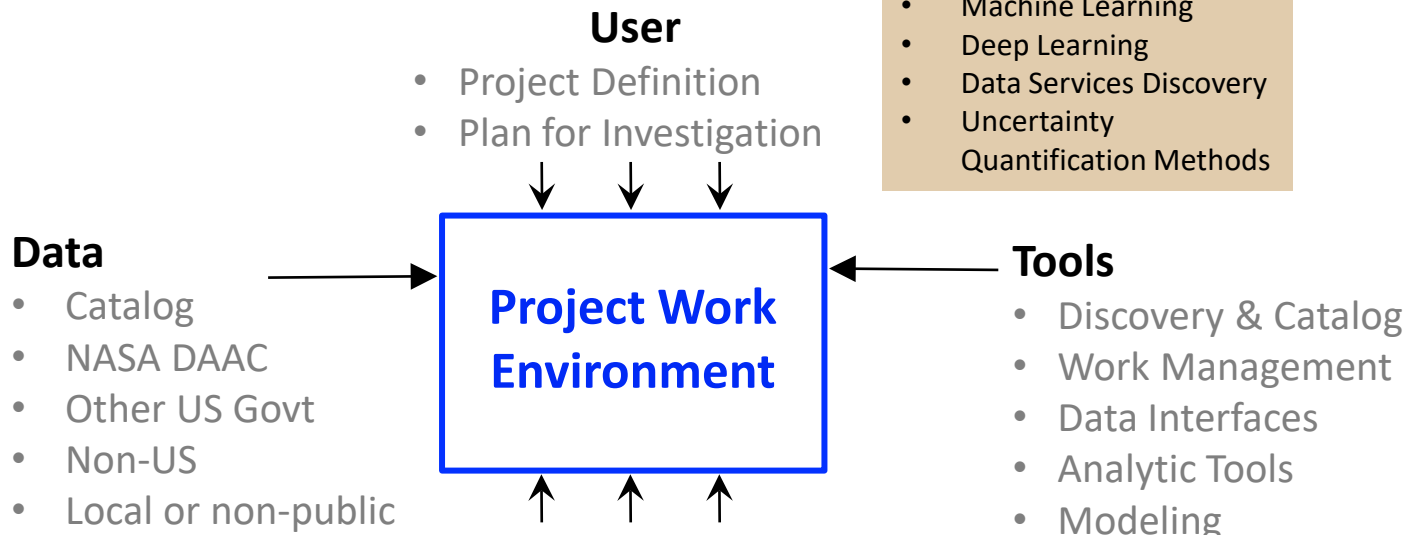 • Machine Learning
• Deep Learning
• Data Services Discovery
• Uncertainty
Quantification Methods
User
• Project Definition
• Plan for Investigation
Data
• Catalog
• NASA DAAC
• Other US Govt
• Non-US
• Local or non-public
Project Work
Environment
Tools
• Discovery & Catalog
• Work Management
• Data Interfaces
• Analytic Tools
• Modeling